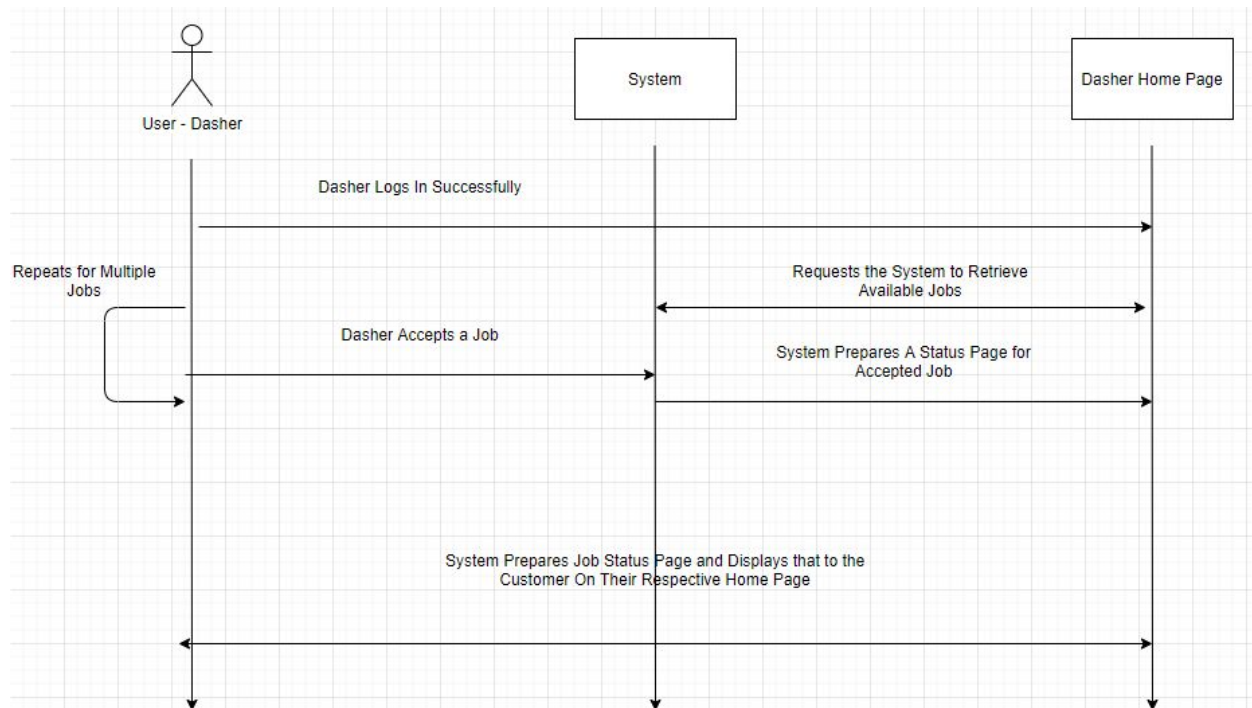 User - Dasher
System
Dasher Home Page
Dasher Logs In Successfully
Repeats for Multiple
Jobs
Requests the System to Retrieve
Available Jobs
Dasher Accepts a Job
System Prepares A Status Page for
Accepted Job
System Prepares Job Status Page and Displays that to the
Customer On Their Respective Home Page